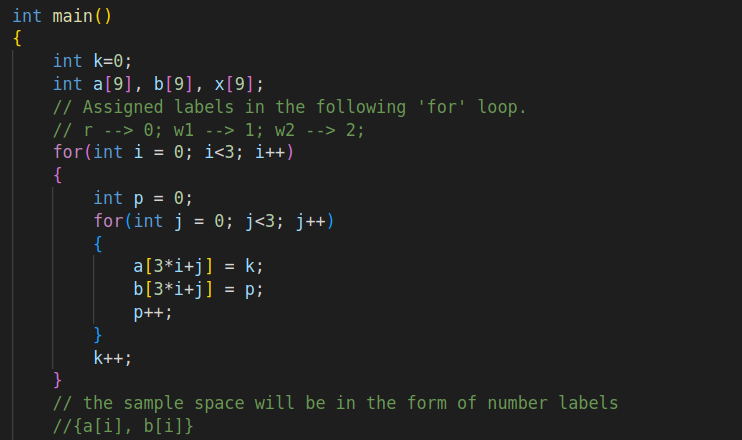 int main()
{
    int k=0;
    int a[9], b[9], x[9];
    // Assigned labels in the following 'for' loop.
    // r --> 0; w1 --> 1; w2 --> 2;
    for(int i = 0; i<3; i++)
    {
        int p = 0;
        for(int j = 0; j<3; j++)
        {
            a[3*i+j] = k;
            b[3*i+j] = p;
            p++;
        }
        k++;
    }
    // the sample space will be in the form of number labels
    //{a[i], b[i]}